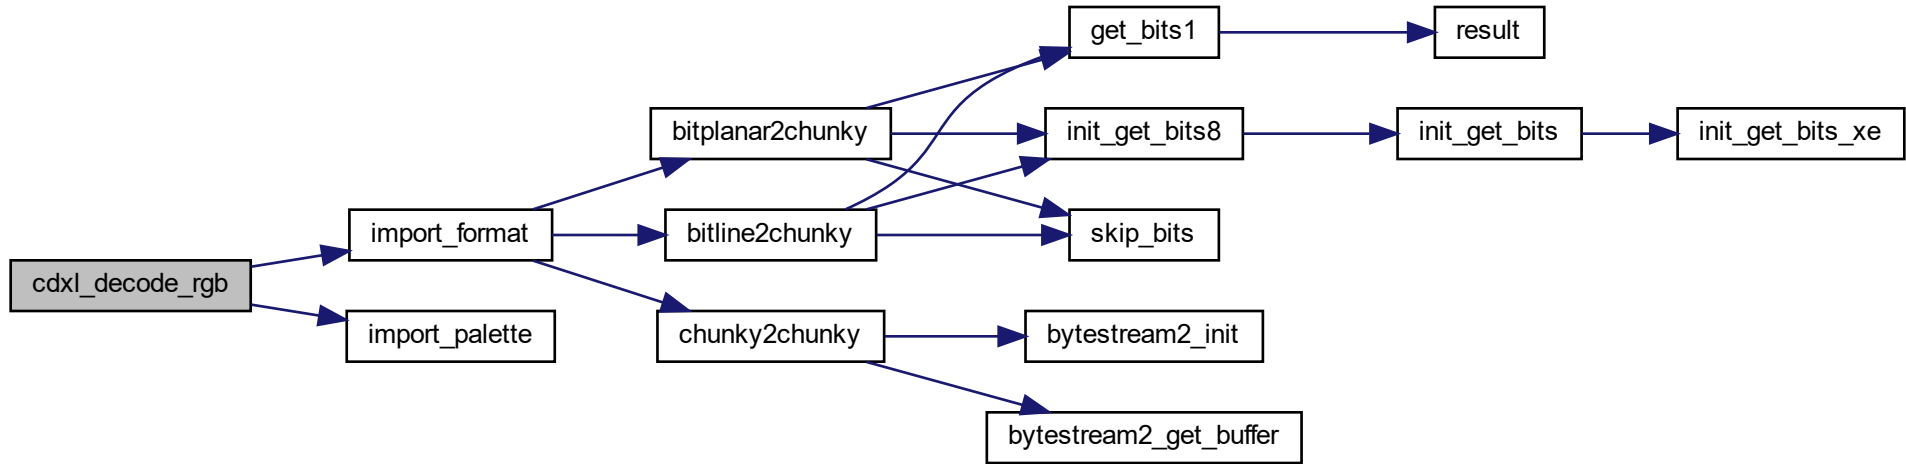 get_bits1
result
bitplanar2chunky
init_get_bits8
init_get_bits
init_get_bits_xe
import_format
bitline2chunky
skip_bits
cdxl_decode_rgb
import_palette
chunky2chunky
bytestream2_init
bytestream2_get_buffer